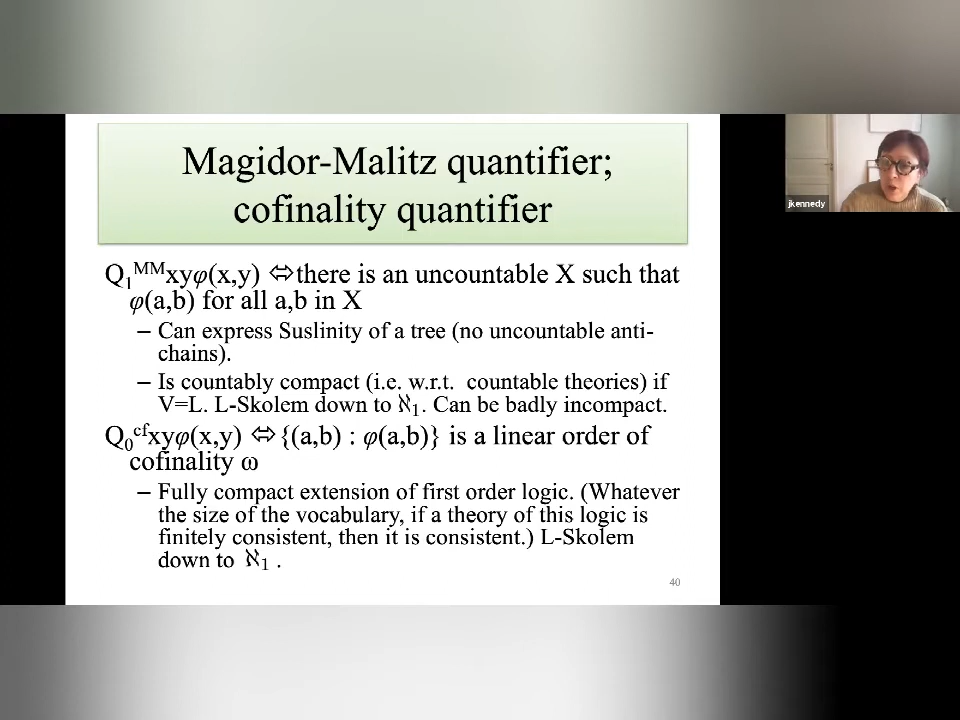 Magidor-Malitz quantifier;
cofinality quantifier
jkennedy
Q₁ᴹᴹxyφ(x,y) ⇔there is an uncountable X such that
φ(a,b) for all a,b in X
– Can express Suslinity of a tree (no uncountable anti-
chains).
– Is countably compact (i.e. w.r.t. countable theories) if
V=L. L-Skolem down to ℵ₁. Can be badly incompact.
Q₀ᶜᶠxyφ(x,y) ⇔{(a,b) : φ(a,b)} is a linear order of
cofinality ω
– Fully compact extension of first order logic. (Whatever
the size of the vocabulary, if a theory of this logic is
finitely consistent, then it is consistent.) L-Skolem
down to ℵ₁ .
40